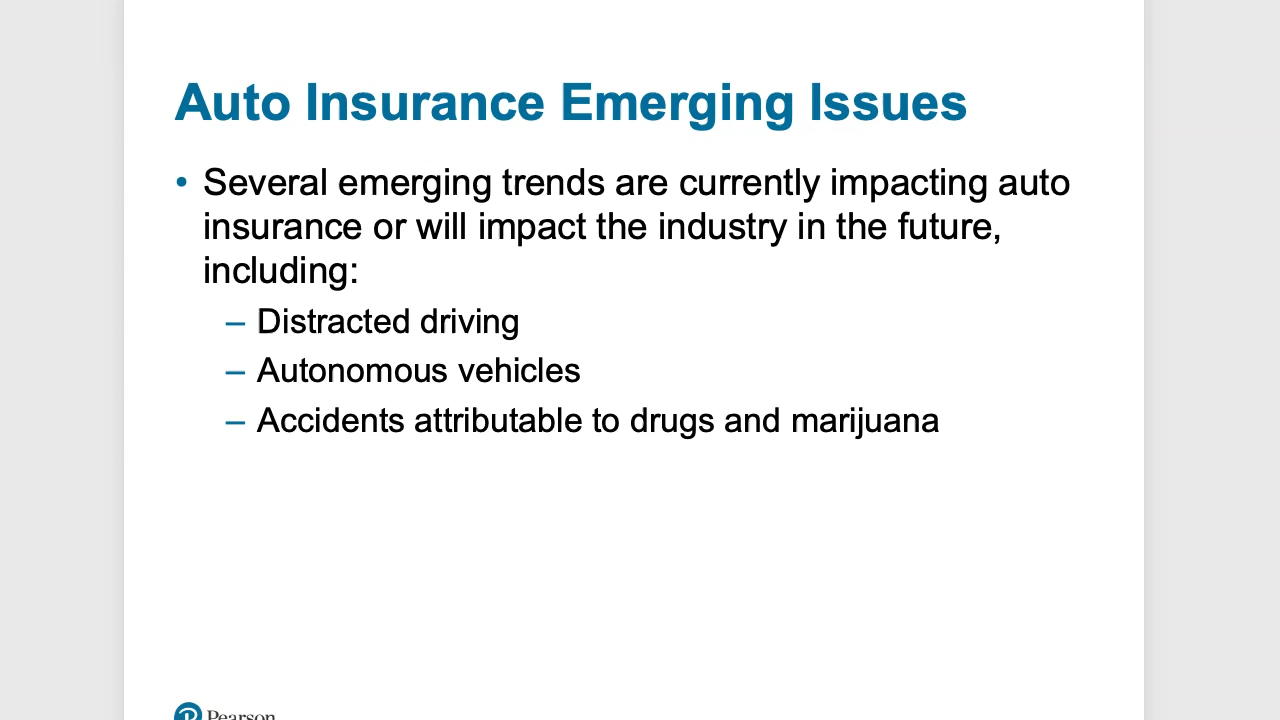 Auto Insurance Emerging Issues
• Several emerging trends are currently impacting auto
insurance or will impact the industry in the future,
including:
– Distracted driving
– Autonomous vehicles
– Accidents attributable to drugs and marijuana
Pearson